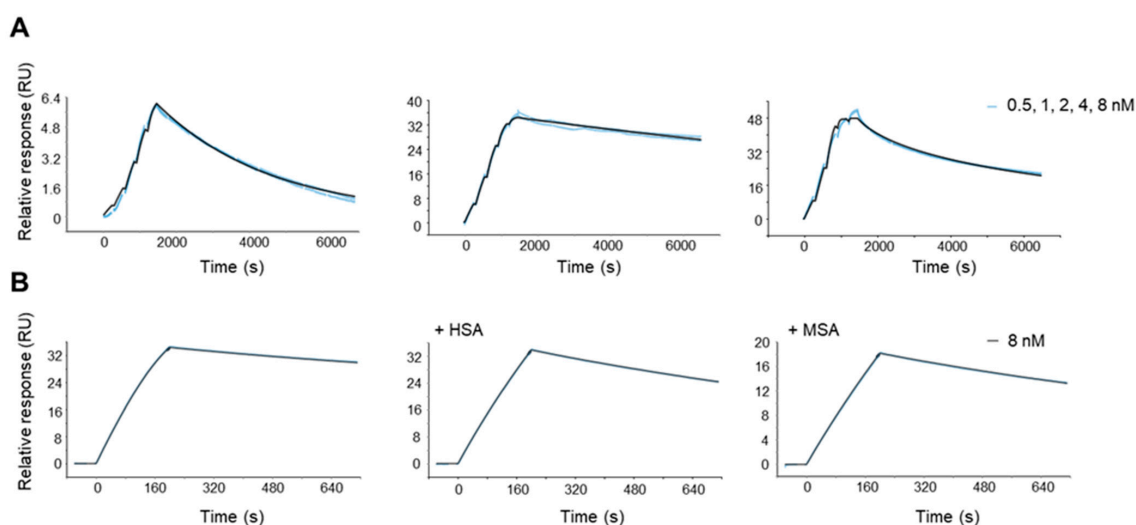 A
Relative response (RU)
6.4
4.8
3.2
1.6
0
0 2000 4000 6000
Time (s)
40
32
24
16
8
0
0 2000 4000 6000
Time (s)
48
32
16
0
0 2000 4000 6000
Time (s)
0.5, 1, 2, 4, 8 nM
B
Relative response (RU)
32
24
16
8
0
0 160 320 480 640
Time (s)
+ HSA
32
24
16
8
0
0 160 320 480 640
Time (s)
+ MSA
20
16
12
8
4
0
0 160 320 480 640
Time (s)
8 nM